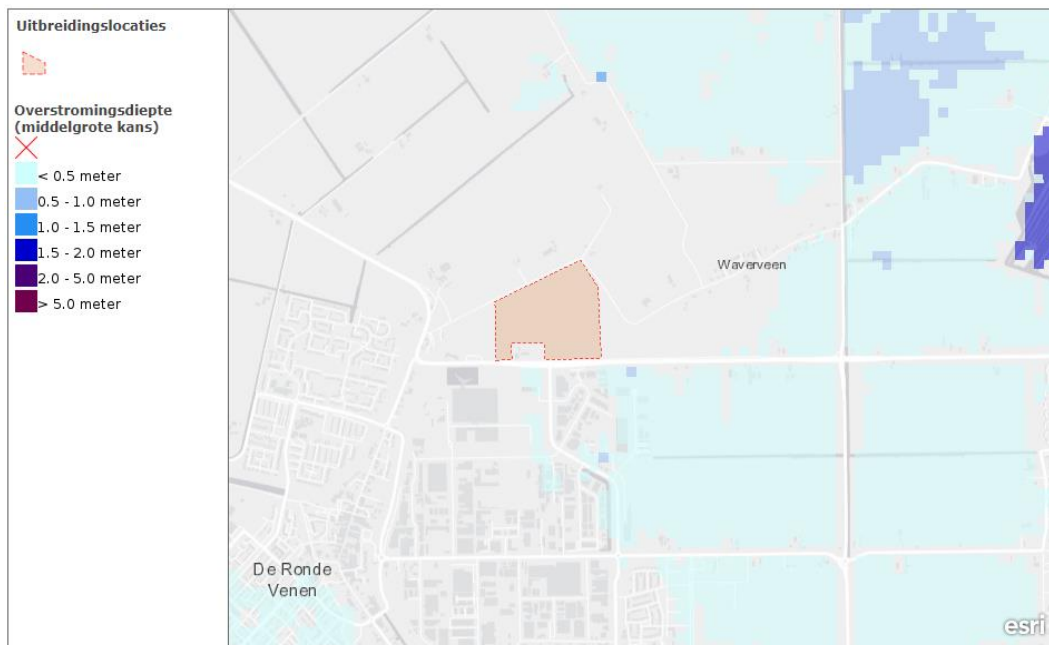 Uitbreidingslocaties
Overstromingsdiepte
(middelgrote kans)
< 0.5 meter
0.5 - 1.0 meter
1.0 - 1.5 meter
1.5 - 2.0 meter
2.0 - 5.0 meter
> 5.0 meter
Waverveen
De Ronde
Venen
esri